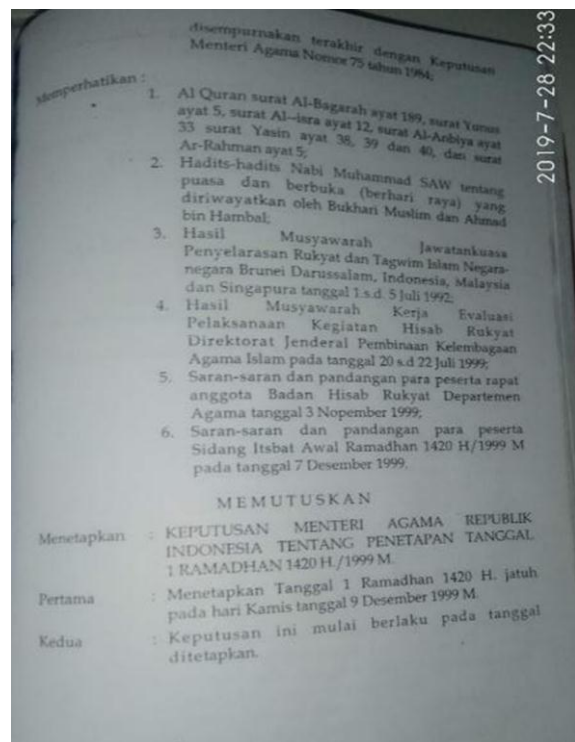 disempurnakan terakhir dengan Keputusan
Menteri Agama Nomor 75 tahun 1984;
Memperhatikan :
1. Al Quran surat Al-Bagarah ayat 189, surat Yunus
ayat 5, surat Al--isra ayat 12, surat Al-Anbiya ayat
33 surat Yasin ayat 38, 39 dan 40, dan surat
Ar-Rahman ayat 5;
2. Hadits-hadits Nabi Muhammad SAW tentang
puasa dan berbuka (berhari raya) yang
diriwayatkan oleh Bukhari Muslim dan Ahmad
bin Hambal;
3. Hasil Musyawarah Jawatankuasa
Penyelarasan Rukyat dan Tagwim Islam Negara-
negara Brunei Darussalam, Indonesia, Malaysia
dan Singapura tanggal 1 s.d. 5 Juli 1992;
4. Hasil Musyawarah Kerja Evaluasi
Pelaksanaan Kegiatan Hisab Rukyat
Direktorat Jenderal Pembinaan Kelembagaan
Agama Islam pada tanggal 20 s.d 22 Juli 1999;
5. Saran-saran dan pandangan para peserta rapat
anggota Badan Hisab Rukyat Departemen
Agama tanggal 3 Nopember 1999;
6. Saran-saran dan pandangan para peserta
Sidang Itsbat Awal Ramadhan 1420 H/1999 M
pada tanggal 7 Desember 1999.
MEMUTUSKAN
Menetapkan : KEPUTUSAN MENTERI AGAMA REPUBLIK
INDONESIA TENTANG PENETAPAN TANGGAL
1 RAMADHAN 1420 H./1999 M.
Pertama : Menetapkan Tanggal 1 Ramadhan 1420 H. jatuh
pada hari Kamis tanggal 9 Desember 1999 M.
Kedua : Keputusan ini mulai berlaku pada tanggal
ditetapkan.
2019-7-28 22:33